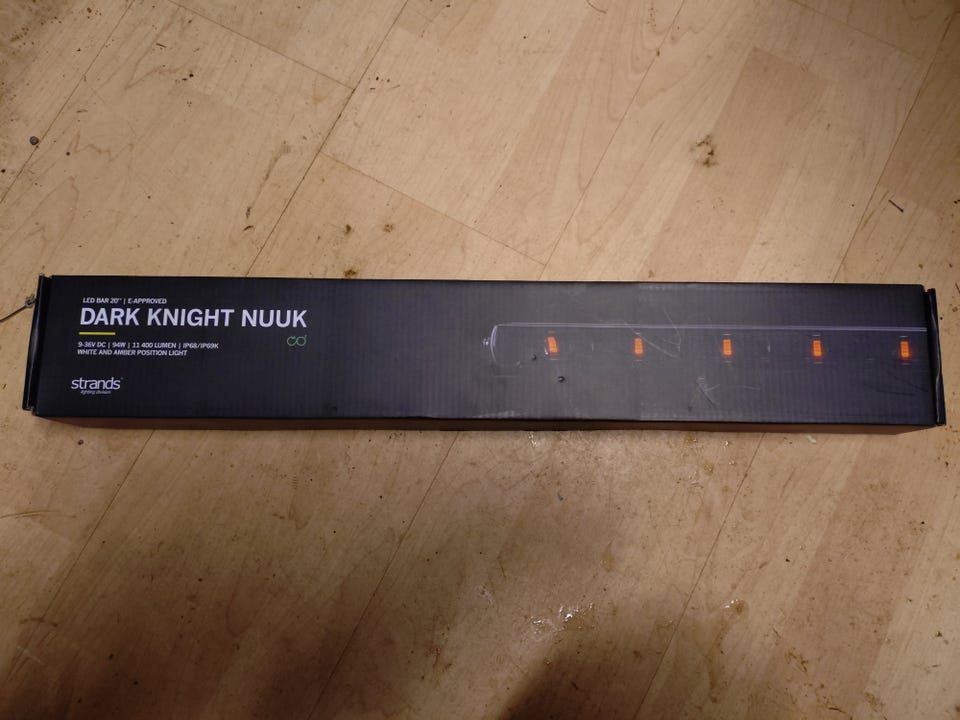 LED BAR 20" | E-APPROVED
DARK KNIGHT NUUK
9-36V DC | 94W | 11 400 LUMEN | IP68/IP69K
WHITE AND AMBER POSITION LIGHT
strands
lighting division